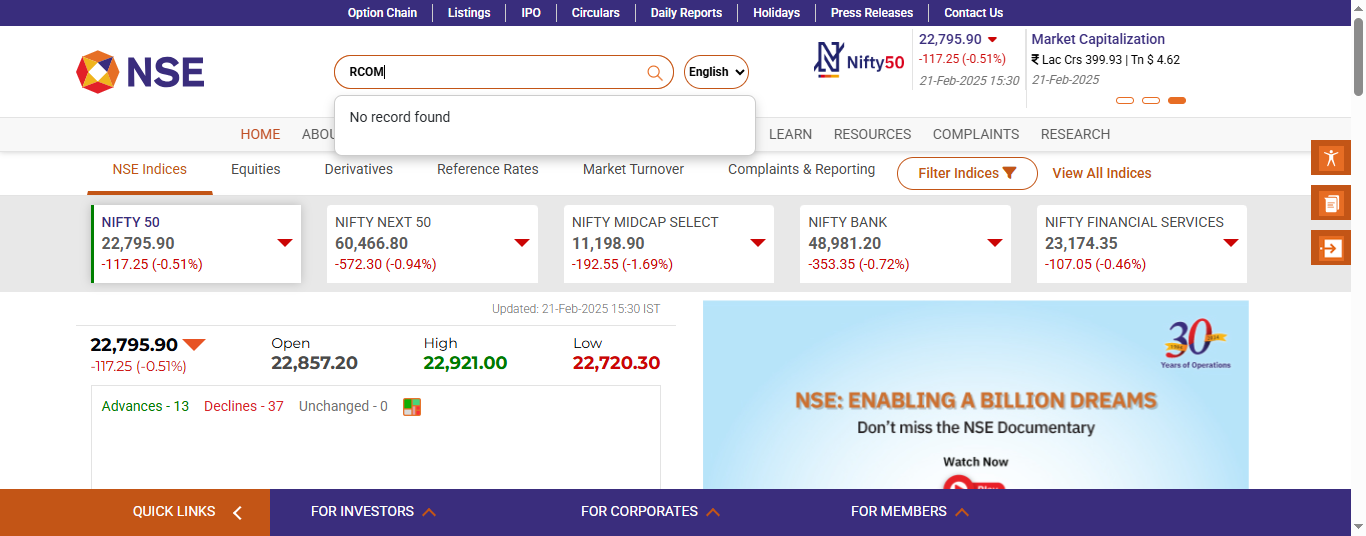 Option Chain
Listings
IPO
Circulars
Daily Reports
Holidays
Press Releases
Contact Us
NSE
RCOM
English
No record found
Nifty50
22,795.90
-117.25 (-0.51%)
21-Feb-2025 15:30
Market Capitalization
₹ Lac Crs 399.93 | Tn $ 4.62
21-Feb-2025
HOME
ABOU
LEARN
RESOURCES
COMPLAINTS
RESEARCH
NSE Indices
Equities
Derivatives
Reference Rates
Market Turnover
Complaints & Reporting
Filter Indices
View All Indices
NIFTY 50
22,795.90
-117.25 (-0.51%)
NIFTY NEXT 50
60,466.80
-572.30 (-0.94%)
NIFTY MIDCAP SELECT
11,198.90
-192.55 (-1.69%)
NIFTY BANK
48,981.20
-353.35 (-0.72%)
NIFTY FINANCIAL SERVICES
23,174.35
-107.05 (-0.46%)
Updated: 21-Feb-2025 15:30 IST
22,795.90
-117.25 (-0.51%)
Open
22,857.20
High
22,921.00
Low
22,720.30
Advances - 13
Declines - 37
Unchanged - 0
30
Years of Operations
NSE: ENABLING A BILLION DREAMS
Don't miss the NSE Documentary
Watch Now
QUICK LINKS
FOR INVESTORS
FOR CORPORATES
FOR MEMBERS